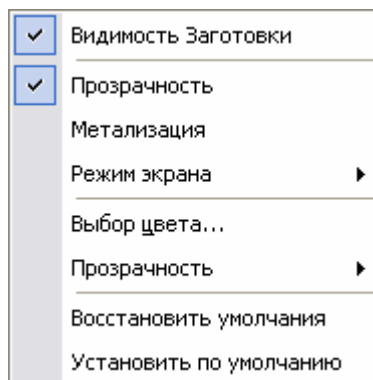 Видимость Заготовки
Прозрачность
Метализация
Режим экрана
Выбор цвета...
Прозрачность
Восстановить умолчания
Установить по умолчанию